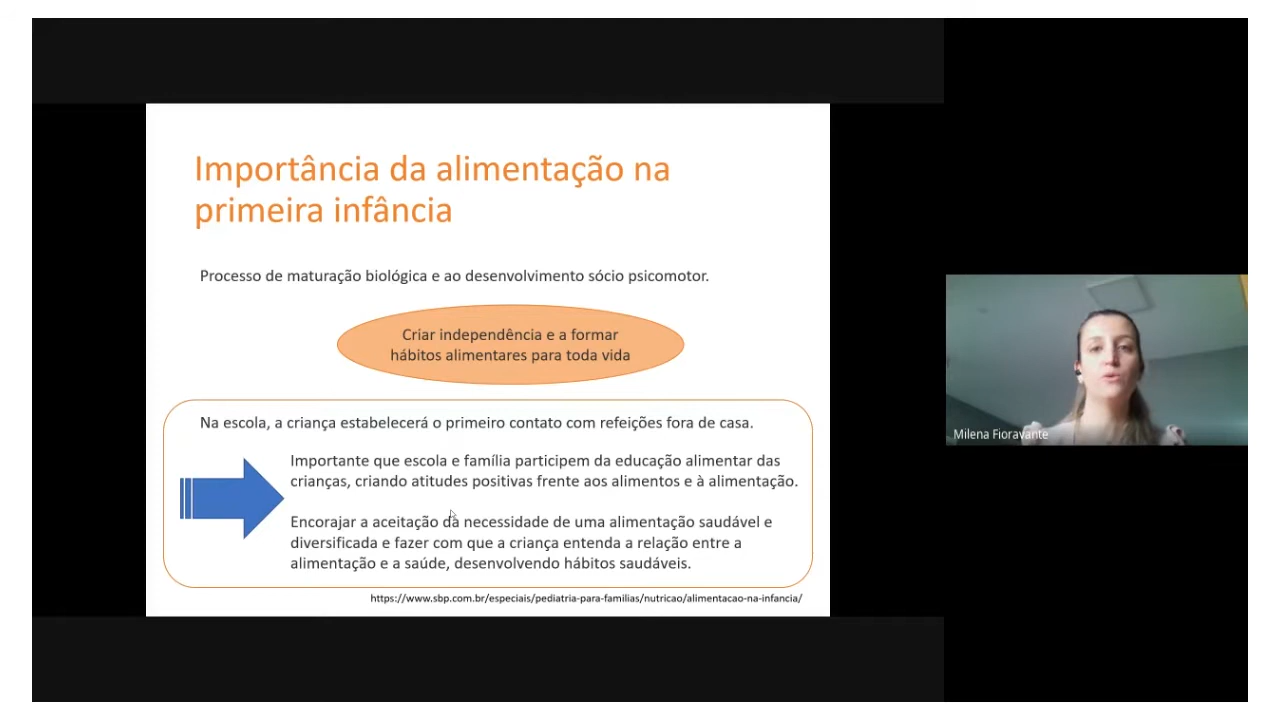 Importância da alimentação na
primeira infância
Processo de maturação biológica e ao desenvolvimento sócio psicomotor.
Criar independência e a formar
hábitos alimentares para toda vida
Na escola, a criança estabelecerá o primeiro contato com refeições fora de casa.
Importante que escola e família participem da educação alimentar das
crianças, criando atitudes positivas frente aos alimentos e à alimentação.
Encorajar a aceitação da necessidade de uma alimentação saudável e
diversificada e fazer com que a criança entenda a relação entre a
alimentação e a saúde, desenvolvendo hábitos saudáveis.
https://www.sbp.com.br/especiais/pediatria-para-familias/nutricao/alimentacao-na-infancia/
Milena Fioravante